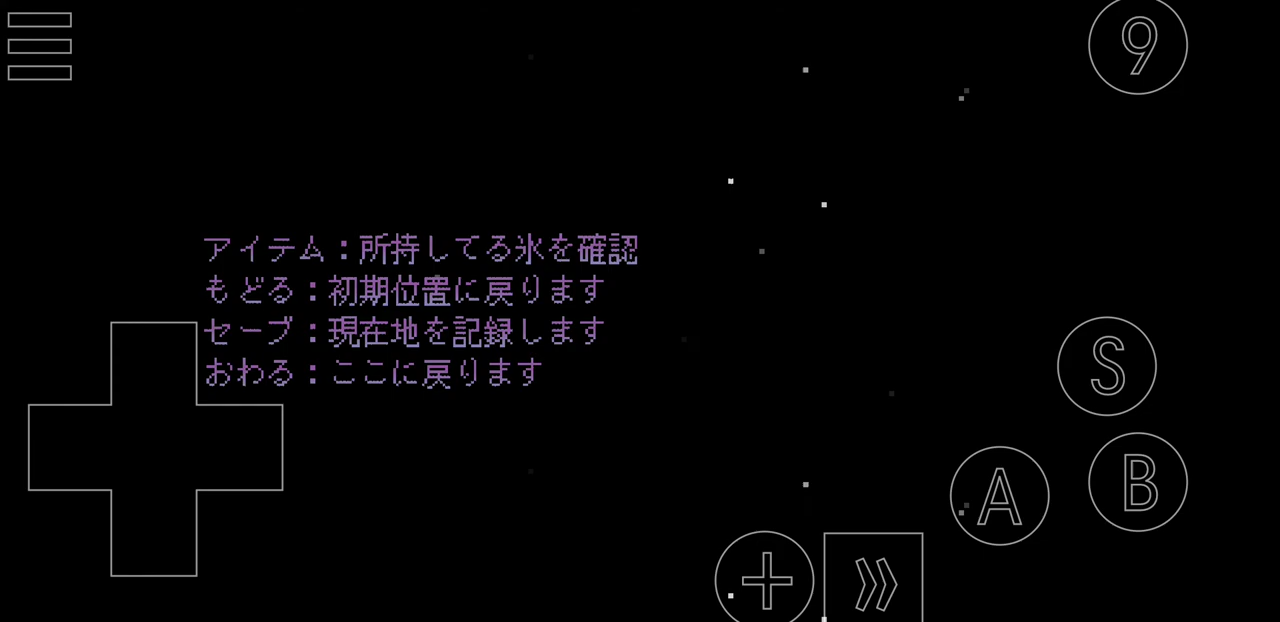 9
アイテム：所持してる氷を確認
もどる：初期位置に戻ります
セーブ：現在地を記録します
おわる：ここに戻ります
S
A
B